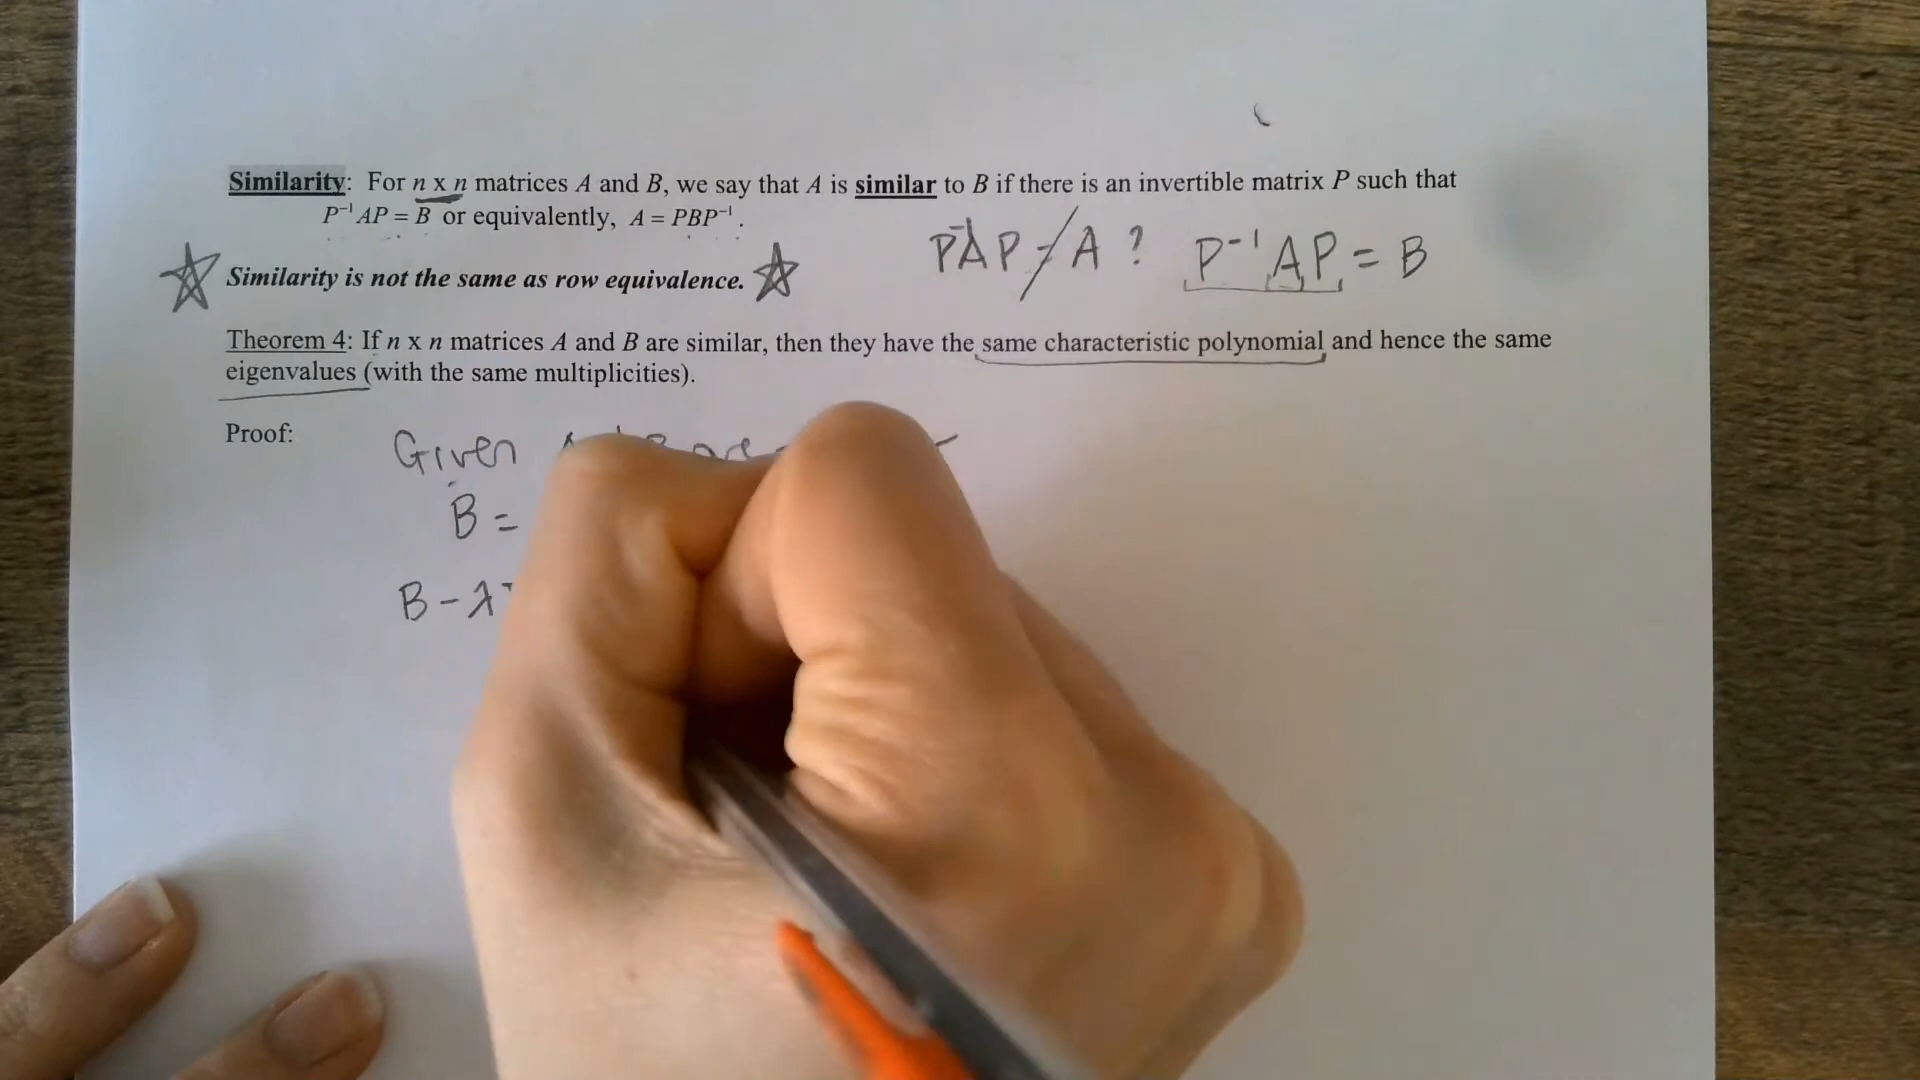 Similarity: For n x n matrices A and B, we say that A is similar to B if there is an invertible matrix P such that
P⁻¹AP = B or equivalently, A = PBP⁻¹.
P⁻¹AP ≠ A ? P⁻¹AP = B
Similarity is not the same as row equivalence.
Theorem 4: If n x n matrices A and B are similar, then they have the same characteristic polynomial and hence the same
eigenvalues (with the same multiplicities).
Proof: Given are
B =
B - λ